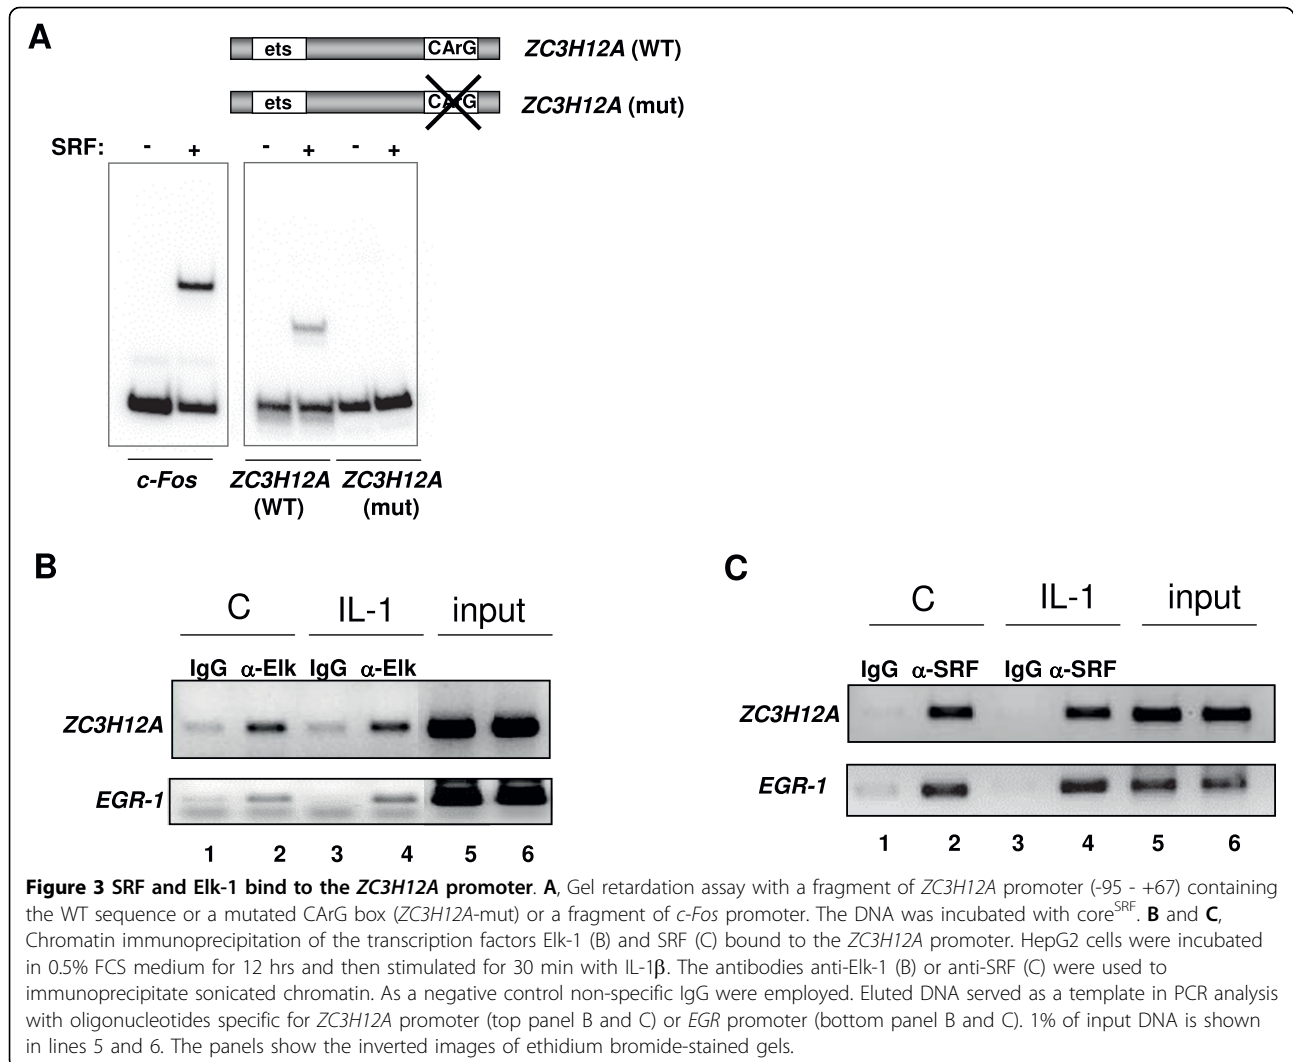 A
ets CArG ZC3H12A (WT)
ets CArG ZC3H12A (mut)
SRF: - + - + - +
c-Fos ZC3H12A ZC3H12A
(WT) (mut)
B
C IL-1 input
IgG α-Elk IgG α-Elk
ZC3H12A
EGR-1
1 2 3 4 5 6
C
C IL-1 input
IgG α-SRF IgG α-SRF
ZC3H12A
EGR-1
1 2 3 4 5 6
Figure 3 SRF and Elk-1 bind to the ZC3H12A promoter. A, Gel retardation assay with a fragment of ZC3H12A promoter (-95 - +67) containing
the WT sequence or a mutated CArG box (ZC3H12A-mut) or a fragment of c-Fos promoter. The DNA was incubated with coreSRF. B and C,
Chromatin immunoprecipitation of the transcription factors Elk-1 (B) and SRF (C) bound to the ZC3H12A promoter. HepG2 cells were incubated
in 0.5% FCS medium for 12 hrs and then stimulated for 30 min with IL-1β. The antibodies anti-Elk-1 (B) or anti-SRF (C) were used to
immunoprecipitate sonicated chromatin. As a negative control non-specific IgG were employed. Eluted DNA served as a template in PCR analysis
with oligonucleotides specific for ZC3H12A promoter (top panel B and C) or EGR promoter (bottom panel B and C). 1% of input DNA is shown
in lines 5 and 6. The panels show the inverted images of ethidium bromide-stained gels.